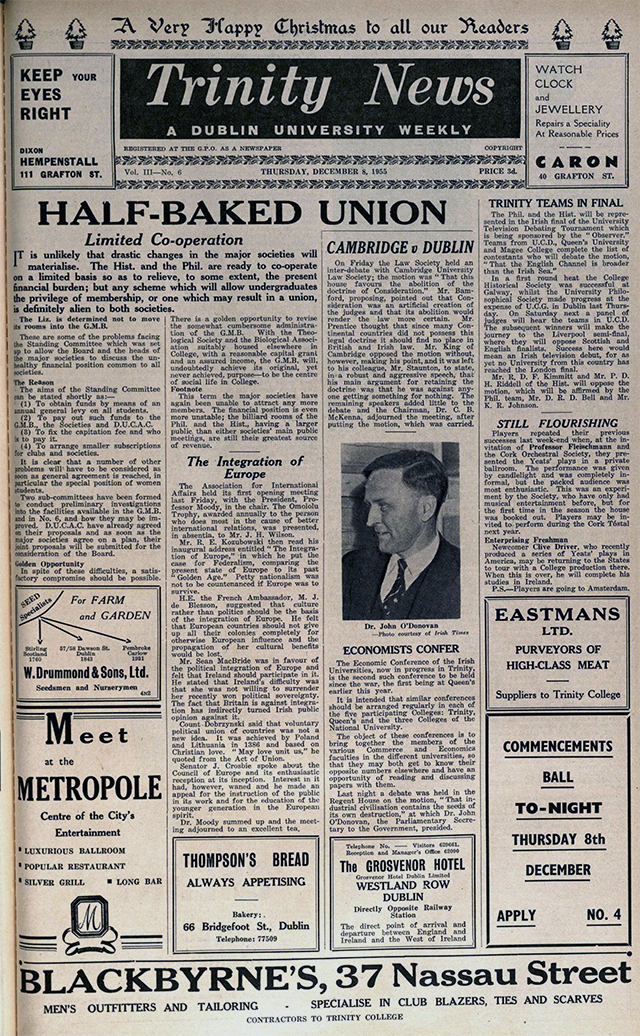 A Very Happy Christmas to all our Readers
KEEP YOUR
EYES
RIGHT
DIXON
HEMPENSTALL
111 GRAFTON ST.
Trinity News
A DUBLIN UNIVERSITY WEEKLY
REGISTERED AT THE G.P.O. AS A NEWSPAPER
COPYRIGHT
Vol. III—No. 6
THURSDAY, DECEMBER 8, 1955
PRICE 3d.
WATCH
CLOCK
and
JEWELLERY
Repairs a Speciality
At Reasonable Prices
CARON
40 GRAFTON ST.
HALF-BAKED UNION
Limited Co-operation
IT is unlikely that drastic changes in the major societies will
materialise. The Hist. and the Phil. are ready to co-operate
on a limited basis so as to relieve, to some extent, the present
financial burden; but any scheme which will allow undergraduates
the privilege of membership, or one which may result in a union,
is definitely alien to both societies.
The Hist. is determined not to move
its rooms into the G.M.B.
These are some of the problems facing
the Standing Committee which was set
up to allow the Board and the heads of
the major societies to discuss the un-
healthy financial position common to all
societies.
The Reason
The aims of the Standing Committee
can be stated shortly as:—
(1) To obtain funds by means of an
annual general levy on all students.
(2) To pay out such funds to the
G.M.B., the Societies and D.U.C.A.C.
(3) To fix the capitation fee and who
is to pay it.
(4) To arrange smaller subscriptions
for clubs and societies.
It is clear that a number of other
problems will have to be considered as
soon as general agreement is reached, in
particular the special position of women
students.
Two sub-committees have been formed
to conduct preliminary investigations
into the facilities available in the G.M.B.
and in No. 6, and how they may be im-
proved. D.U.C.A.C. have already agreed
on their proposals and as soon as the
major societies agree on a plan, their
joint proposals will be submitted for the
consideration of the Board.
Golden Opportunity
In spite of these difficulties, a satis-
factory compromise should be possible.
There is a golden opportunity to revise
the somewhat cumbersome administra-
tion of the G.M.B. With the Theo-
logical Society and the Biological Associ-
ation suitably housed elsewhere in
College, with a reasonable capital grant
and an assured income, the G.M.B. will,
undoubtedly achieve its original, yet
never achieved, purpose—to be the centre
of social life in College.
Footnote
This term the major societies have
again been unable to attract any more
members. The financial position is even
more unstable; the billiard rooms of the
Phil. and the Hist., having a larger
public than either societies' main public
meetings, are still their greatest source
of revenue.
The Integration of
Europe
The Association for International
Affairs held its first opening meeting
last Friday, with the President, Pro-
fessor Moody, in the chair. The Omolola
Trophy, awarded annually to the person
who does most in the cause of better
international relations, was presented,
in absentia, to Mr. J. H. Wilson.
Mr. R. E. Kozubowski then read his
inaugural address entitled "The Integra-
tion of Europe," in which he put the
case for Federalism, comparing the
present state of Europe to its past
"Golden Age." Petty nationalism was
not to be countenanced if Europe was to
survive.
H.E. the French Ambassador, M. J.
de Blesson, suggested that culture
rather than politics should be the basis
of the integration of Europe. He felt
that European countries should not give
up all their colonies completely for
otherwise European influence and the
propagation of her cultural benefits
would be lost.
Mr. Sean MacBride was in favour of
the political integration of Europe and
felt that Ireland should participate in it.
He stated that Ireland's difficulty was
that she was not willing to surrender
her recently won political sovereignty.
The fact that Britain is against integra-
tion has indirectly turned Irish public
opinion against it.
Count Dobrzynski said that voluntary
political union of countries was not a
new idea. It was achieved by Poland
and Lithuania in 1386 and based on
Christian love. "May love unit us," he
quoted from the Act of Union.
Senator J. Crosbie spoke about the
Council of Europe and its enthusiastic
reception at its inception. Interest in it
had, however, waned and he made an
appeal for the instruction of the public
in its work and for the education of the
younger generation in the European
spirit.
Dr. Moody summed up and the meet-
ing adjourned to an excellent tea.
CAMBRIDGE v DUBLIN
On Friday the Law Society held an
inter-debate with Cambridge University
Law Society; the motion was "That this
house favours the abolition of the
doctrine of Consideration." Mr. Bam-
ford, proposing, pointed out that Con-
sideration was an artificial creation of
the judges and that its abolition would
render the law more certain. Mr.
Prentice thought that since many Con-
tinental countries did not possess this
legal doctrine it should find no place in
British and Irish law. Mr. King of
Cambridge opposed the motion without,
however, making his point, and it was left
to his colleague, Mr. Staunton, to state,
in a robust and aggressive speech, that
his main argument for retaining the
doctrine was that he was against any-
one getting something for nothing. The
remaining speakers added little to the
debate and the Chairman, Dr. C. B.
McKenna, adjourned the meeting, after
putting the motion, which was carried.
Dr. John O'Donovan
—Photo courtesy of Irish Times
ECONOMISTS CONFER
The Economic Conference of the Irish
Universities, now in progress in Trinity,
is the second such conference to be held
since the war, the first being at Queen's
earlier this year.
It is intended that similar conferences
should be arranged regularly in each of
the five participating Colleges: Trinity,
Queen's and the three Colleges of the
National University.
The object of these conferences is to
bring together the members of the
various Commerce and Economics
faculties in the different universities, so
that they may both get to know their
opposite numbers elsewhere and have an
opportunity of reading and discussing
papers with them.
Last night a debate was held in the
Regent House on the motion, "That in-
dustrial civilisation contains the seeds of
its own destruction," at which Dr. John
O'Donovan, the Parliamentary Secre-
tary to the Government, presided.
TRINITY TEAMS IN FINAL
The Phil. and the Hist. will be repre-
sented in the Irish final of the University
Television Debating Tournament which
is being sponsored by the "Observer."
Teams from U.C.D., Queen's University
and Magee College complete the list of
contestants who will debate the motion,
"That the English Channel is broader
than the Irish Sea."
In a first round heat the College
Historical Society was successful at
Galway, whilst the University Philo-
sophical Society made progress at the
expense of U.C.G. in Dublin last Thurs-
day. On Saturday next a panel of
judges will hear the teams in U.C.D.
The subsequent winners will make the
journey to the Liverpool semi-final,
where they will oppose Scottish and
English finalists. Success here would
mean an Irish television debut, for as
yet no University from this country has
reached the London final.
Mr. R. D. F. Kimmitt and Mr. P. D.
H. Riddell of the Hist. will oppose the
motion, which will be affirmed by the
Phil. team, Mr. D. R. D. Bell and Mr.
K. R. Johnson.
STILL FLOURISHING
Players repeated their previous
successes last week-end when, at the in-
vitation of Professor Fleischmann and
the Cork Orchestral Society, they pre-
sented the Yeats' plays in a private
ballroom. The performance was given
by candlelight and was completely in-
formal, but the packed audience was
most enthusiastic. This was an experi-
ment by the Society, who have only had
musical entertainment before, but for
the first time in the season the house
was booked out. Players may be in-
vited to perform during the Cork Tóstal
next year.
Enterprising Freshman
Newcomer Clive Driver, who recently
produced a series of Yeats' plays in
America, may be returning to the States
to tour with a College production there.
When this is over, he will complete his
studies in Ireland.
P.S.—Players are going to Amsterdam.
SEED
Specialists
For FARM
and GARDEN
Stirling
Scotland
1760
57/58 Dawson St.
Dublin
1843
Pembroke
Carlow
1921
W. Drummond & Sons, Ltd.
Seedsmen and Nurserymen
Meet
at the
METROPOLE
Centre of the City's
Entertainment
LUXURIOUS BALLROOM
POPULAR RESTAURANT
SILVER GRILL ■ LONG BAR
M
THOMPSON'S BREAD
ALWAYS APPETISING
Bakery:
66 Bridgefoot St., Dublin
Telephone: 77509
Telephone No. — Visitors 62961.
Reception and Manager's Office 62090
The GROSVENOR HOTEL
Grosvenor Hotel Dublin Limited
WESTLAND ROW
DUBLIN
Directly Opposite Railway
Station
The direct point of arrival and
departure between England and
Ireland and the West of Ireland
EASTMANS
LTD.
PURVEYORS OF
HIGH-CLASS MEAT
Suppliers to Trinity College
COMMENCEMENTS
BALL
TO-NIGHT
THURSDAY 8th
DECEMBER
APPLY NO. 4
BLACKBYRNE'S, 37 Nassau Street
MEN'S OUTFITTERS AND TAILORING - SPECIALISE IN CLUB BLAZERS, TIES AND SCARVES
CONTRACTORS TO TRINITY COLLEGE